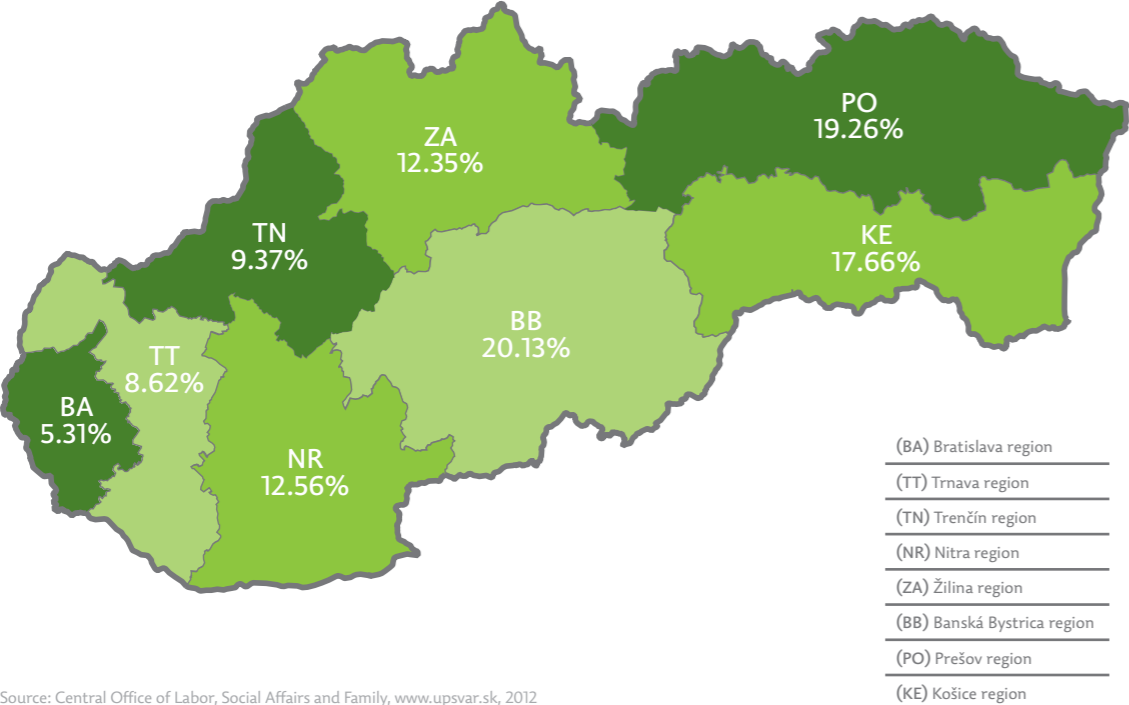 PO
19.26%
ZA
12.35%
TN
9.37%
KE
17.66%
BB
20.13%
TT
8.62%
BA
5.31%
NR
12.56%
(BA) Bratislava region
(TT) Trnava region
(TN) Trenčín region
(NR) Nitra region
(ZA) Žilina region
(BB) Banská Bystrica region
(PO) Prešov region
(KE) Košice region
Source: Central Office of Labor, Social Affairs and Family, www.upsvar.sk, 2012